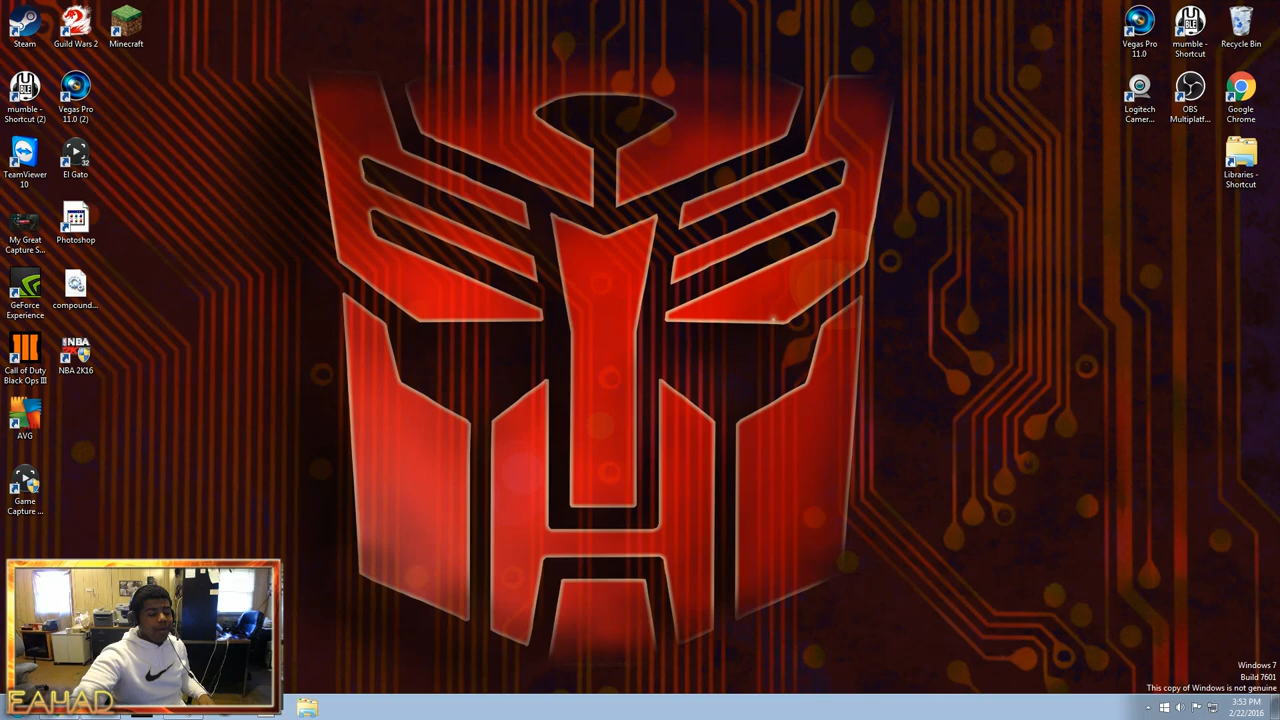 Steam
Guild Wars 2
Minecraft
mumble -
Shortcut (2)
Vegas Pro
11.0 (2)
TeamViewer
10
El Gato
My Great
Capture S...
Photoshop
GeForce
Experience
compound...
Call of Duty
Black Ops III
NBA 2K16
AVG
Game
Capture ...
Vegas Pro
11.0
mumble -
Shortcut
Recycle Bin
Logitech
Camer...
OBS
Multiplatf...
Google
Chrome
Libraries -
Shortcut
FAHAD
Windows 7
Build 7601
This copy of Windows is not genuine
3:53 PM
2/22/2016